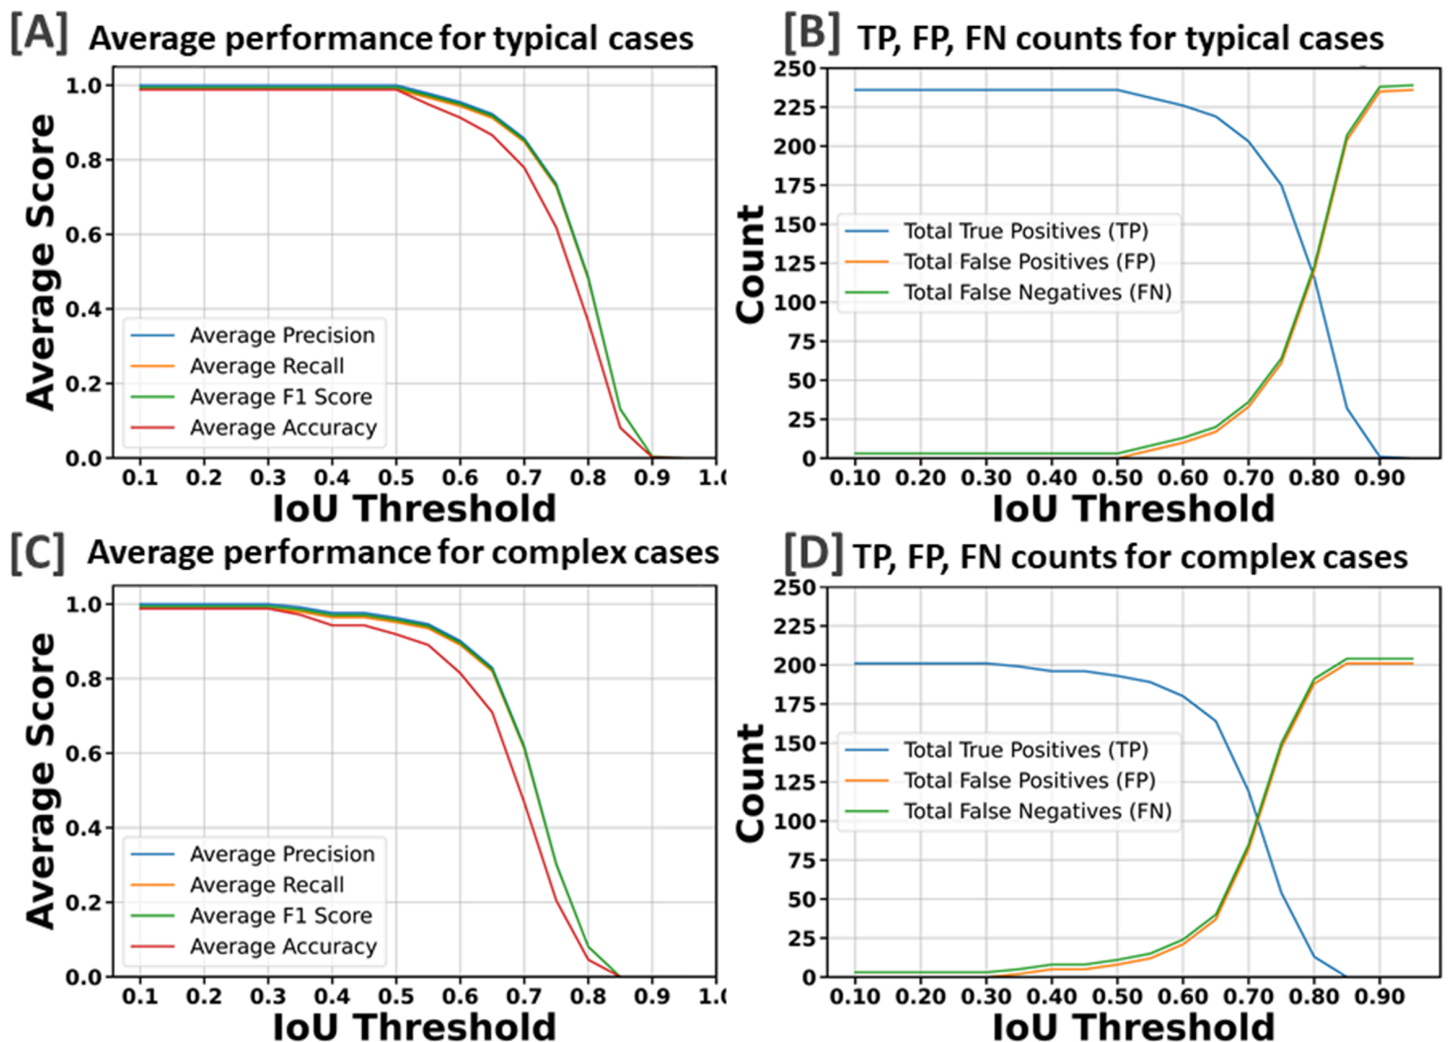 [A] Average performance for typical cases
Average Score
1.0
0.8
0.6
0.4
0.2
0.0
Average Precision
Average Recall
Average F1 Score
Average Accuracy
0.1 0.2 0.3 0.4 0.5 0.6 0.7 0.8 0.9 1.0
IoU Threshold
[B] TP, FP, FN counts for typical cases
Count
250
225
200
175
150
125
100
75
50
25
0
Total True Positives (TP)
Total False Positives (FP)
Total False Negatives (FN)
0.10 0.20 0.30 0.40 0.50 0.60 0.70 0.80 0.90
IoU Threshold
[C] Average performance for complex cases
Average Score
1.0
0.8
0.6
0.4
0.2
0.0
Average Precision
Average Recall
Average F1 Score
Average Accuracy
0.1 0.2 0.3 0.4 0.5 0.6 0.7 0.8 0.9 1.0
IoU Threshold
[D] TP, FP, FN counts for complex cases
Count
250
225
200
175
150
125
100
75
50
25
0
Total True Positives (TP)
Total False Positives (FP)
Total False Negatives (FN)
0.10 0.20 0.30 0.40 0.50 0.60 0.70 0.80 0.90
IoU Threshold